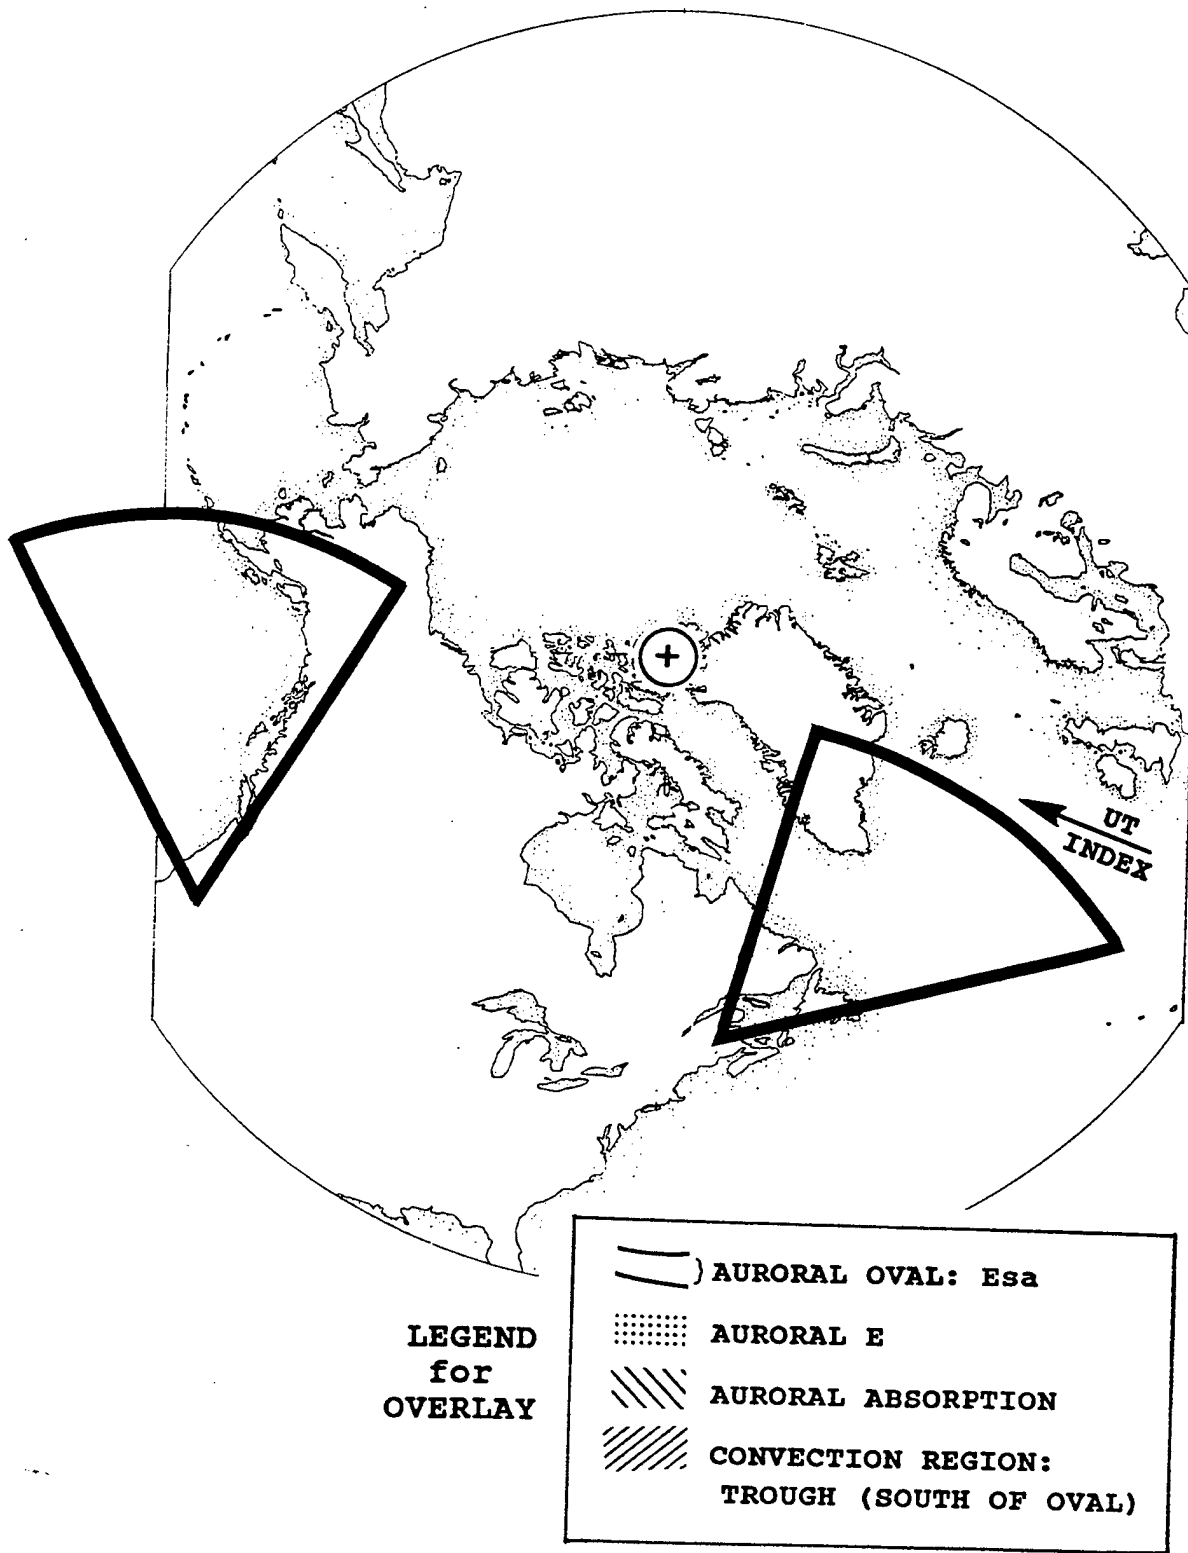 UT
INDEX
LEGEND
for
OVERLAY
} AURORAL OVAL: Esa
AURORAL E
AURORAL ABSORPTION
CONVECTION REGION:
TROUGH (SOUTH OF OVAL)